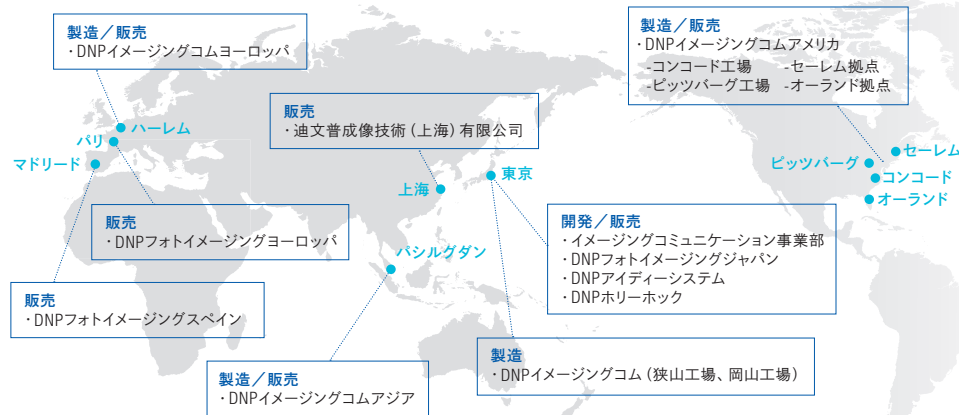 製造／販売
・DNPイメージングコムヨーロッパ
製造／販売
・DNPイメージングコムアメリカ
-コンコード工場 -セーレム拠点
-ピッツバーグ工場 -オーランド拠点
販売
・迪文普成像技術（上海）有限公司
ハーレム
パリ
マドリード
上海
東京
パシルグダン
セーレム
ピッツバーグ
コンコード
オーランド
販売
・DNPフォトイメージングヨーロッパ
開発／販売
・イメージングコミュニケーション事業部
・DNPフォトイメージングジャパン
・DNPアイディーシステム
・DNPホリーホック
販売
・DNPフォトイメージングスペイン
製造
・DNPイメージングコム（狭山工場、岡山工場）
製造／販売
・DNPイメージングコムアジア